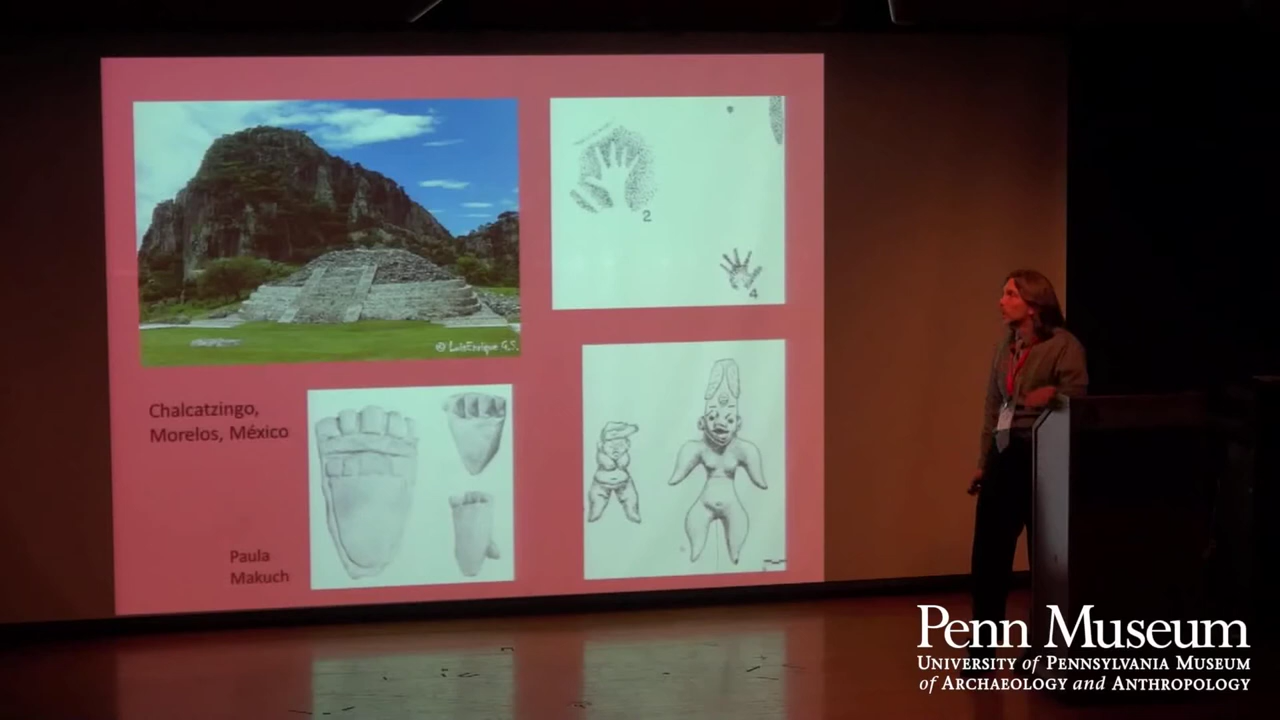 © LuisEnrique G.S.
2
4
Chalcatzingo,
Morelos, México
Paula
Makuch
Penn Museum
UNIVERSITY of PENNSYLVANIA MUSEUM
of ARCHAEOLOGY and ANTHROPOLOGY